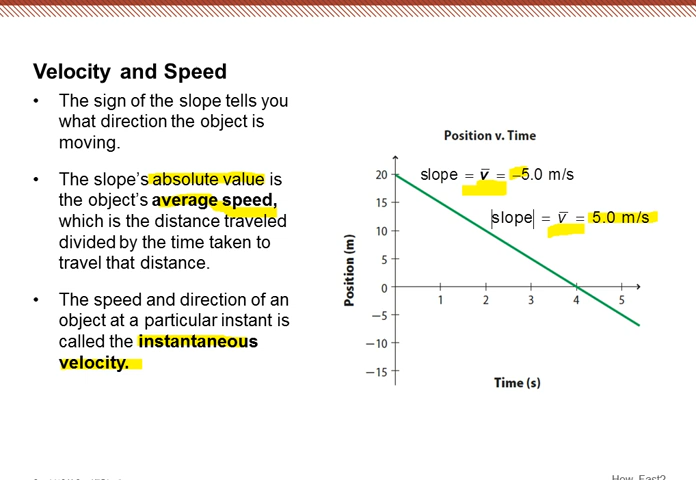 Velocity and Speed
• The sign of the slope tells you
what direction the object is
moving.
• The slope's absolute value is
the object's average speed,
which is the distance traveled
divided by the time taken to
travel that distance.
• The speed and direction of an
object at a particular instant is
called the instantaneous
velocity.
Position v. Time
slope = v̅ = −5.0 m/s
|slope| = v̅ = 5.0 m/s
Position (m)
20
15
10
5
0
−5
−10
−15
1 2 3 4 5
Time (s)
How Fast?